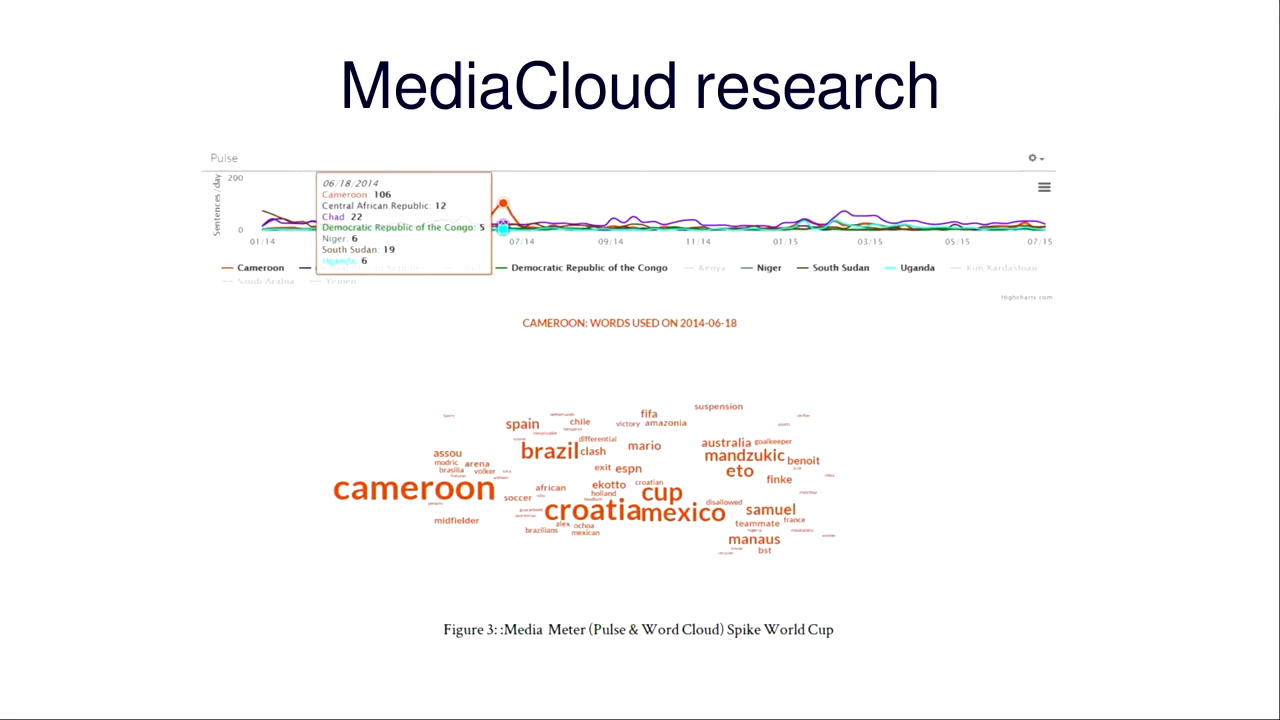 MediaCloud research
Pulse
Sentences/day
200
0
06/18/2014
Cameroon: 106
Central African Republic: 12
Chad: 22
Democratic Republic of the Congo: 5
Niger: 6
South Sudan: 19
Uganda: 6
01/14 07/14 09/14 11/14 01/15 03/15 05/15 07/15
Cameroon Democratic Republic of the Congo Kenya Niger South Sudan Uganda Kim Kardashian
Saudi Arabia Yemen
Highcharts.com
CAMEROON: WORDS USED ON 2014-06-18
suspension
fifa
spain chile victory amazonia
differential
brazil clash mario australia goalkeeper
assou mandzukic benoit
modric arena exit espn eto
brasilia volker finke
cameroon african ekotto croatian
soccer holland cup disallowed
croatia mexico samuel
midfielder alex ochoa teammate france
brazilians mexican manaus
bst
Figure 3: :Media Meter (Pulse & Word Cloud) Spike World Cup